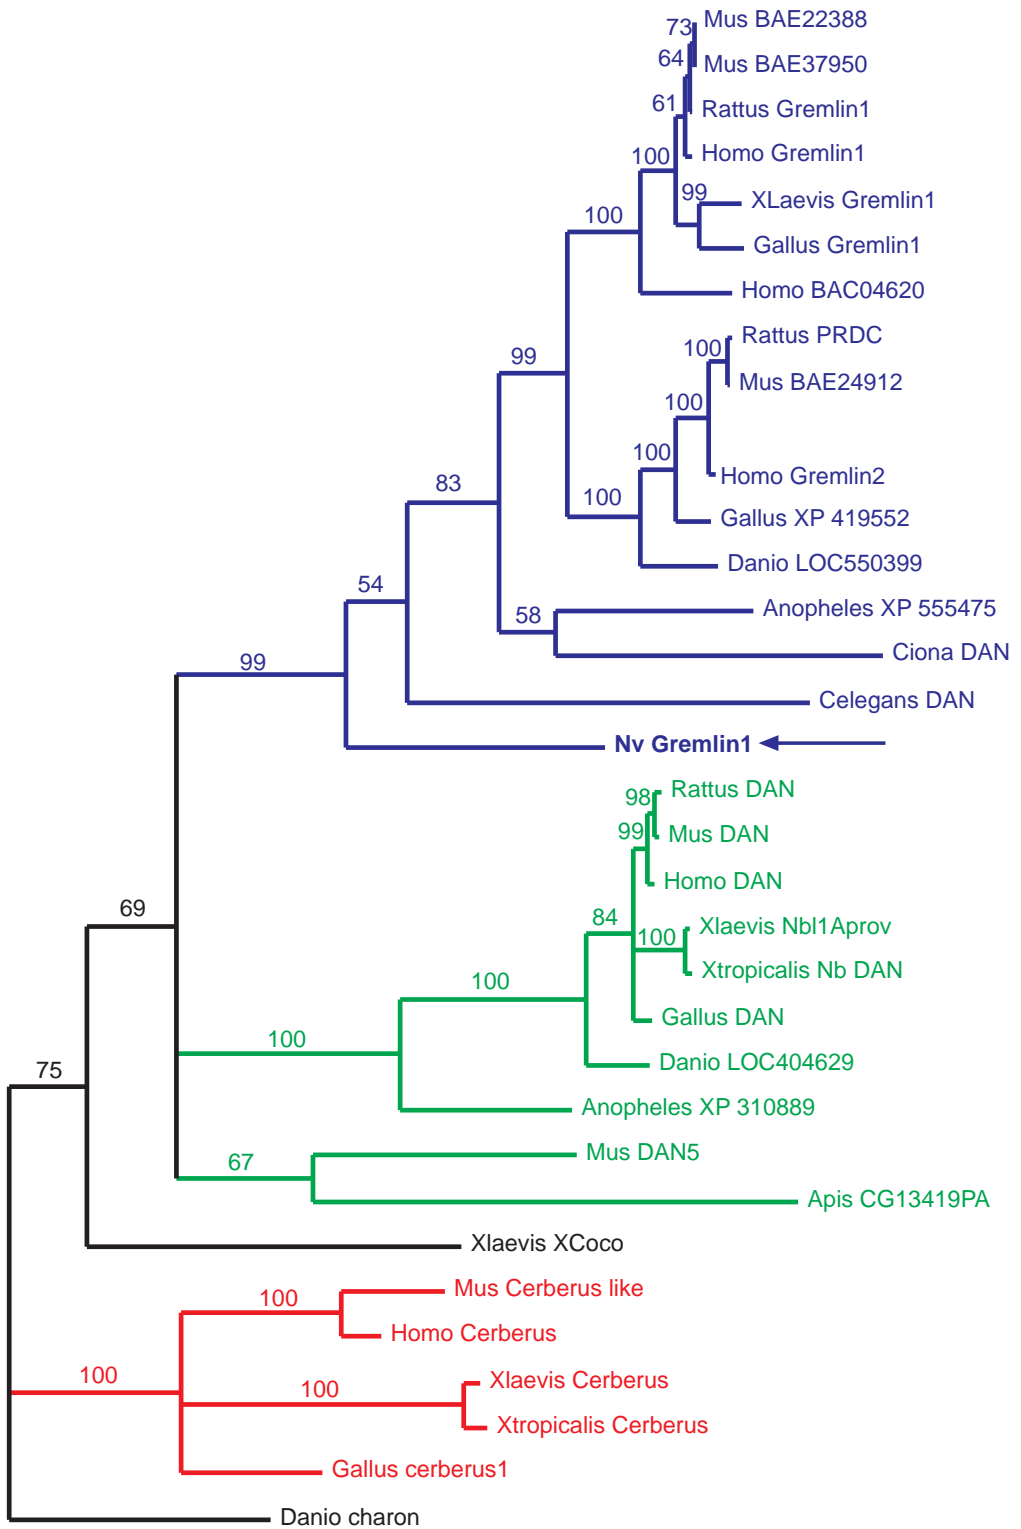 73
Mus BAE22388
64
Mus BAE37950
61
Rattus Gremlin1
100
Homo Gremlin1
99
XLaevis Gremlin1
100
Gallus Gremlin1
Homo BAC04620
Rattus PRDC
100
99
Mus BAE24912
100
100
Homo Gremlin2
83
100
Gallus XP 419552
Danio LOC550399
54
Anopheles XP 555475
58
Ciona DAN
99
Celegans DAN
Nv Gremlin1
Rattus DAN
98
99
Mus DAN
Homo DAN
69
84
Xlaevis Nbl1Aprov
100
Xtropicalis Nb DAN
100
Gallus DAN
100
Danio LOC404629
75
Anopheles XP 310889
Mus DAN5
67
Apis CG13419PA
Xlaevis XCoco
Mus Cerberus like
100
Homo Cerberus
100
Xlaevis Cerberus
100
Xtropicalis Cerberus
Gallus cerberus1
Danio charon